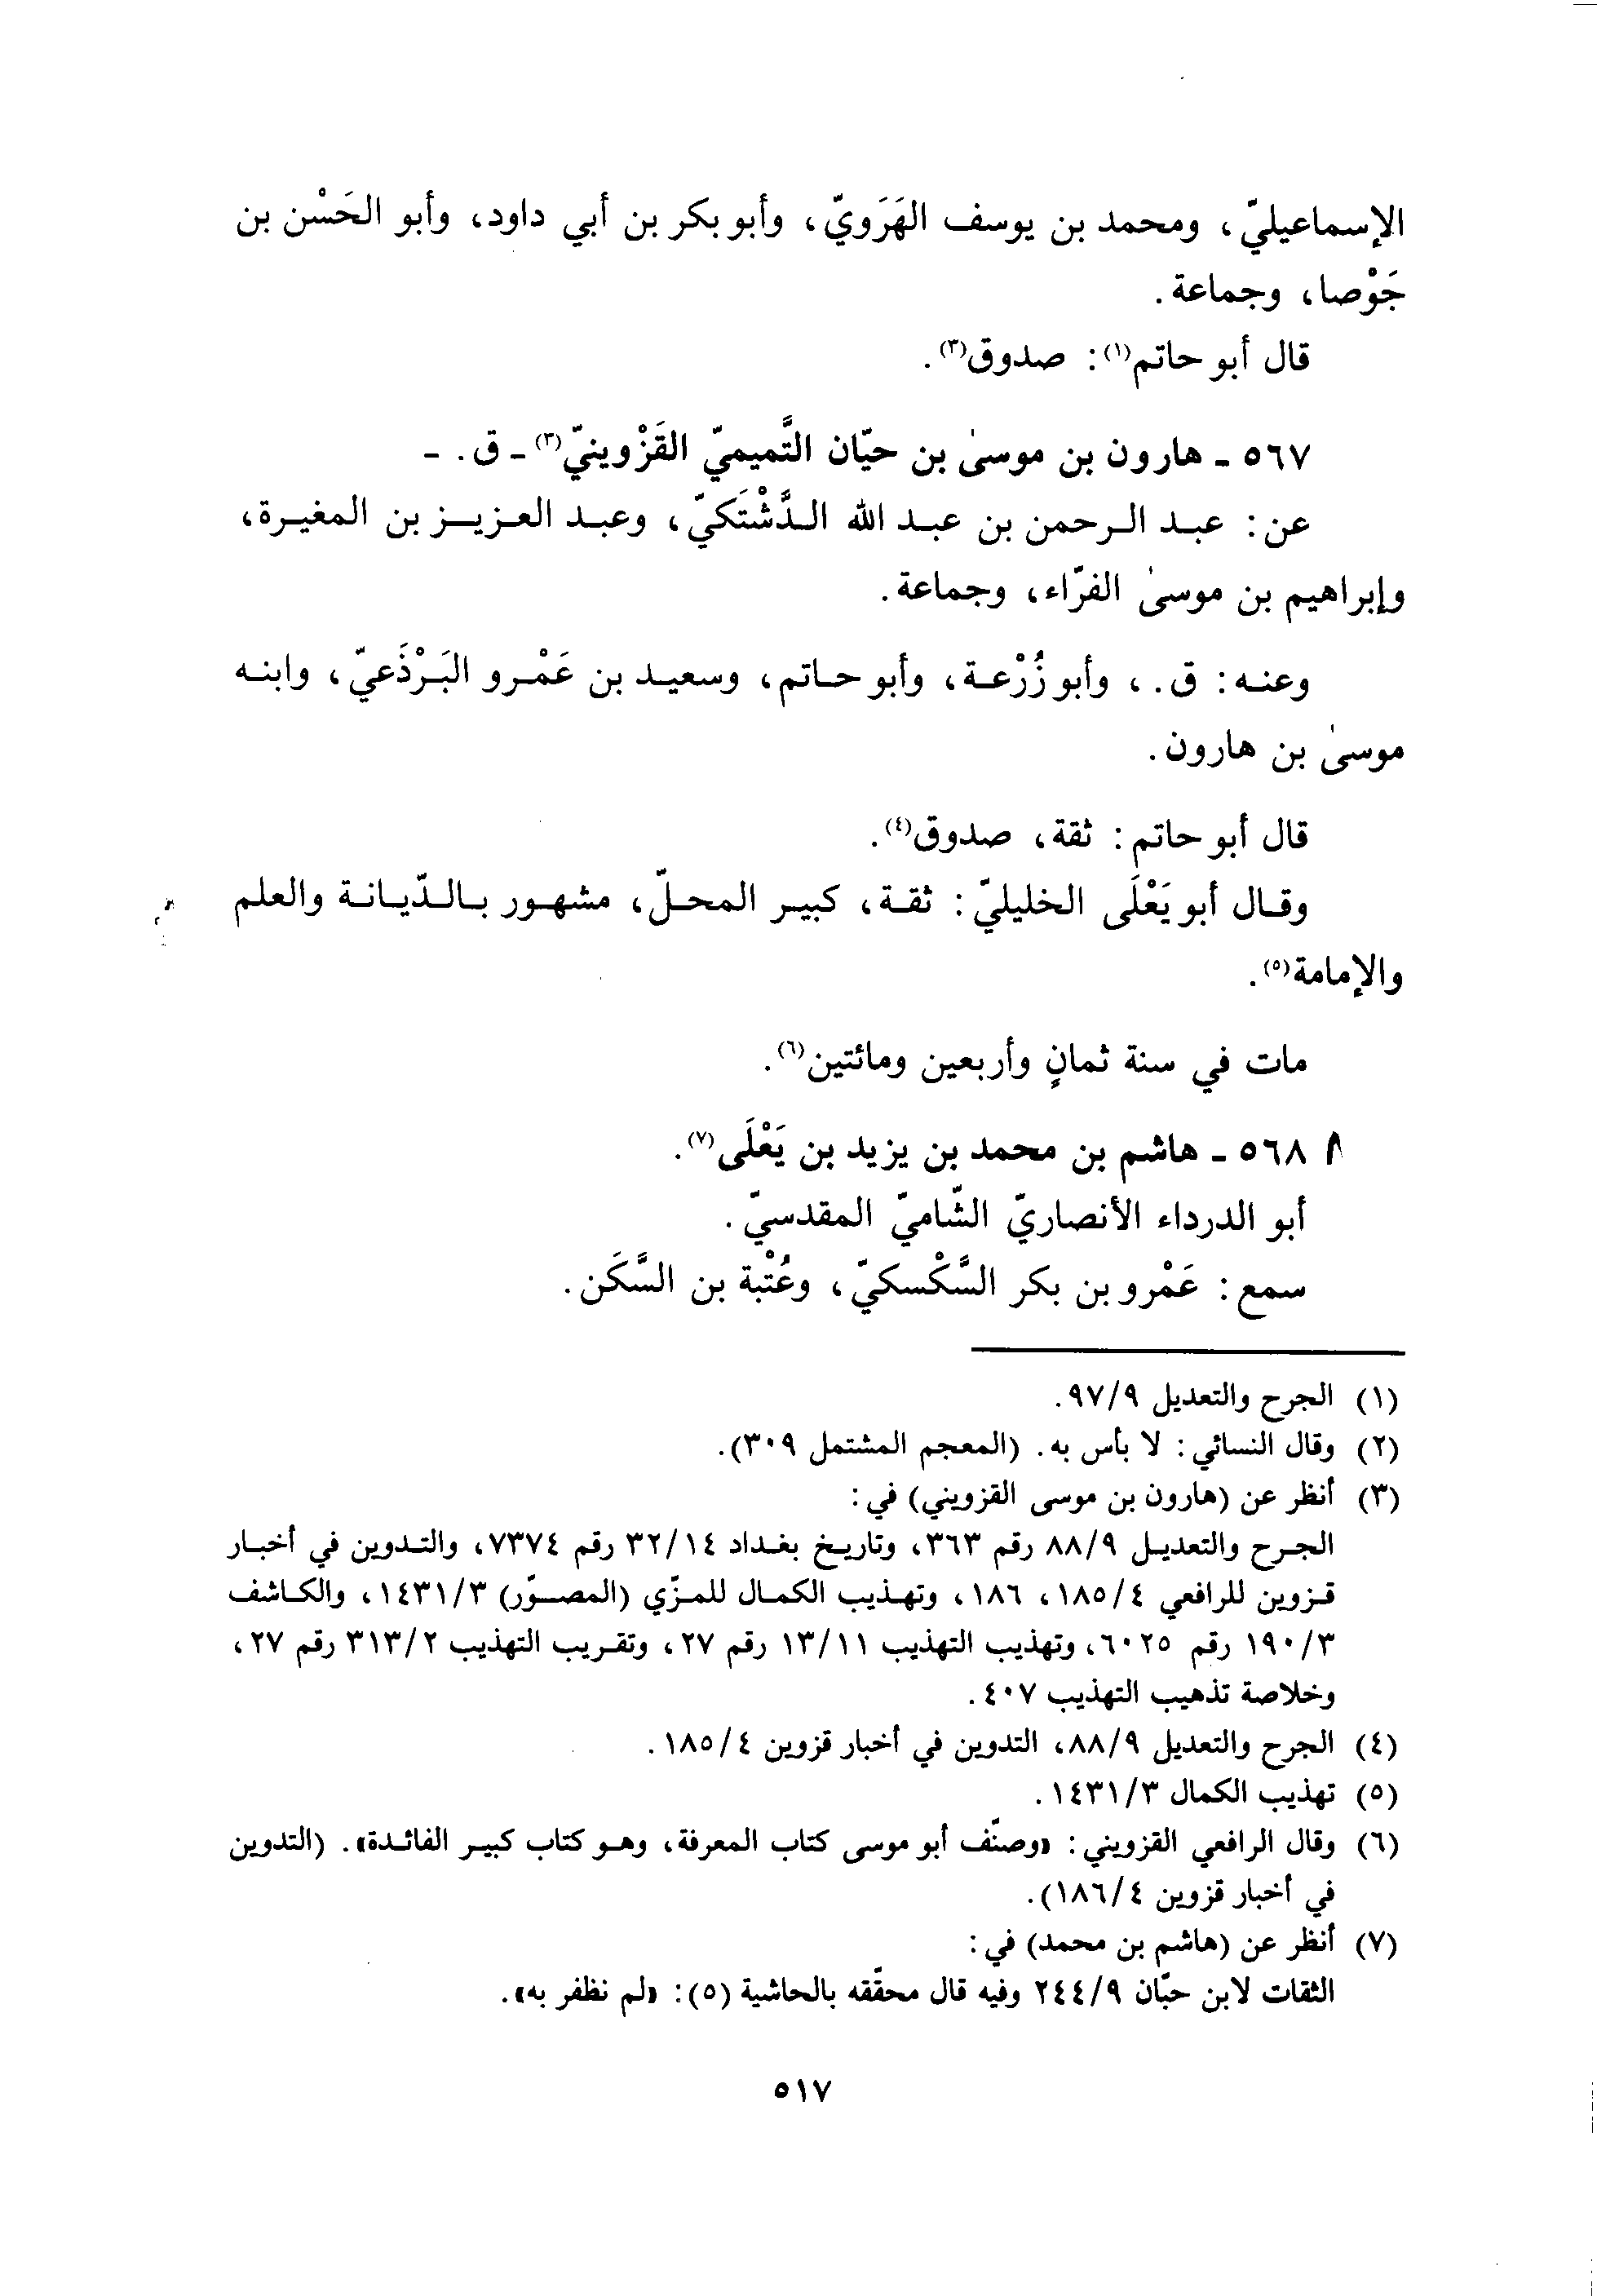 الإسماعيليّ، ومحمد بن يوسف الهَرَويّ، وأبو بكر بن أبي داود، وأبو الحَسْن بن
جَوْصا، وجماعة.
قال أبو حاتم(١): صدوق(٣).
٥٦٧ ـ هارون بن موسىٰ بن حيّان التَّميميّ القَزْوينيّ(٣) ـ ق. ـ
عن: عبد الرحمن بن عبد الله الدَّشْتَكيّ، وعبد العزيز بن المغيرة،
وإبراهيم بن موسىٰ الفرّاء، وجماعة.
وعنه: ق.، وأبو زُرْعة، وأبو حاتم، وسعيد بن عَمْرو البَرْذَعيّ، وابنه
موسىٰ بن هارون.
قال أبو حاتم: ثقة، صدوق(٤).
وقال أبو يَعْلَى الخليليّ: ثقة، كبير المحلّ، مشهور بالدّيانة والعلم
والإمامة(٥).
مات في سنة ثمانٍ وأربعين ومائتين(٦).
٥٦٨ ـ هاشم بن محمد بن يزيد بن يَعْلَى(٧).
أبو الدرداء الأنصاريّ الشّاميّ المقدسيّ.
سمع: عَمْرو بن بكر السَّكْسكيّ، وعُتْبة بن السَّكَن.
(١) الجرح والتعديل ٩٧/٩.
(٢) وقال النسائي: لا بأس به. (المعجم المشتمل ٣٠٩).
(٣) أنظر عن (هارون بن موسى القزويني) في:
الجرح والتعديل ٨٨/٩ رقم ٣٦٣، وتاريخ بغداد ٣٢/١٤ رقم ٧٣٧٤، والتدوين في أخبار
قزوين للرافعي ١٨٥/٤، ١٨٦، وتهذيب الكمال للمزّي (المصوّر) ١٤٣١/٣، والكاشف
١٩٠/٣ رقم ٦٠٢٥، وتهذيب التهذيب ١٣/١١ رقم ٢٧، وتقريب التهذيب ٣١٣/٢ رقم ٢٧،
وخلاصة تذهيب التهذيب ٤٠٧.
(٤) الجرح والتعديل ٨٨/٩، التدوين في أخبار قزوين ١٨٥/٤.
(٥) تهذيب الكمال ١٤٣١/٣.
(٦) وقال الرافعي القزويني: «وصنّف أبو موسى كتاب المعرفة، وهو كتاب كبير الفائدة». (التدوين
في أخبار قزوين ١٨٦/٤).
(٧) أنظر عن (هاشم بن محمد) في:
الثقات لابن حبّان ٢٤٤/٩ وفيه قال محقّقه بالحاشية (٥): «لم نظفر به».
٥١٧